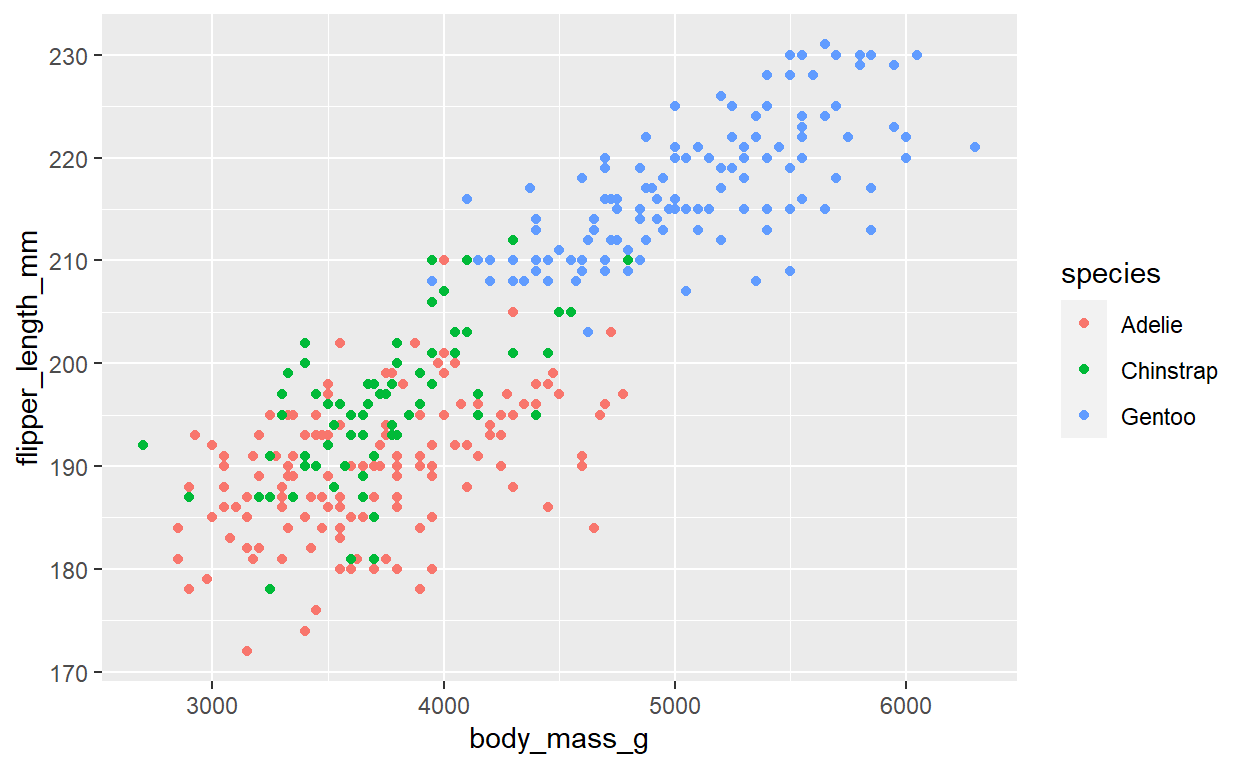 230
220
210
200
190
180
170
flipper_length_mm
3000 4000 5000 6000
body_mass_g
species
Adelie
Chinstrap
Gentoo